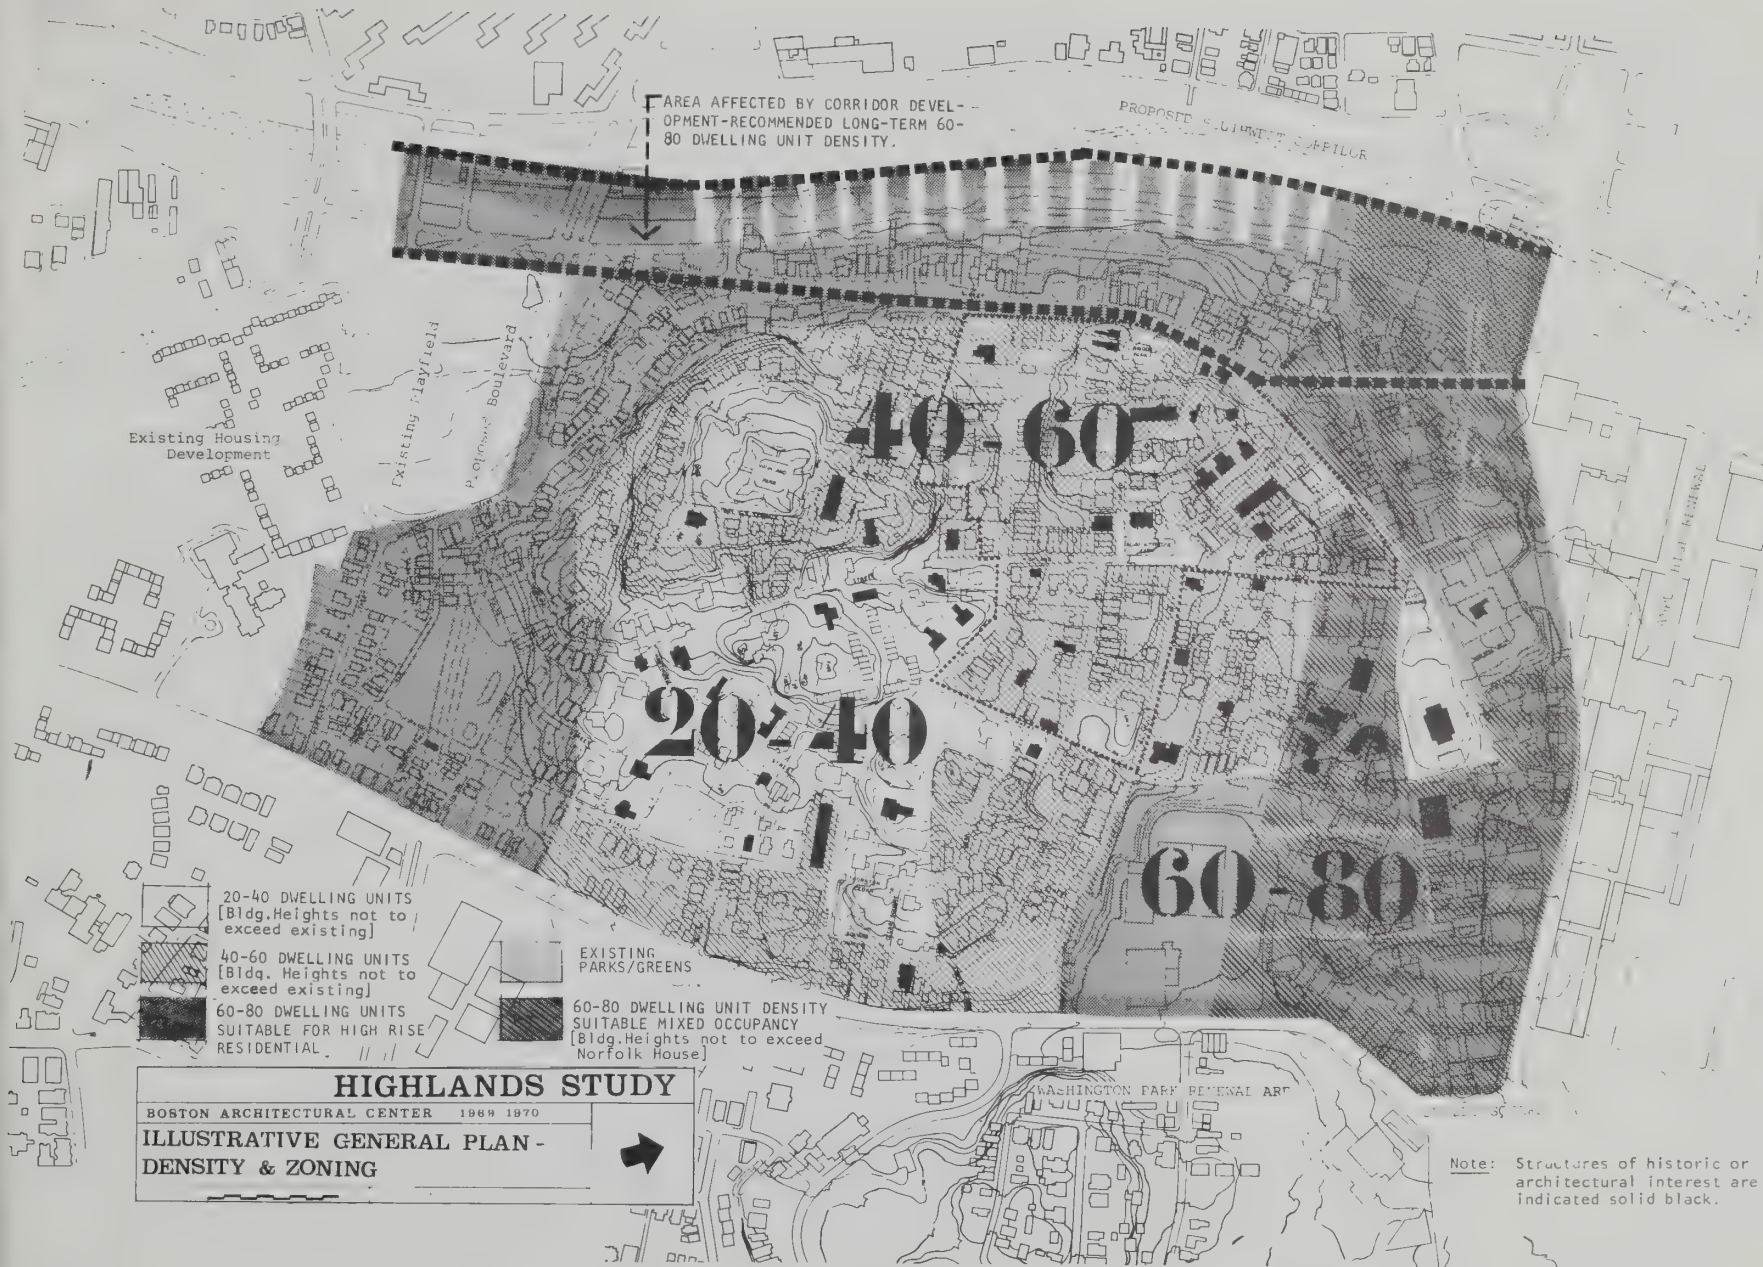 AREA AFFECTED BY CORRIDOR DEVEL-
OPMENT-RECOMMENDED LONG-TERM 60-
80 DWELLING UNIT DENSITY.
PROPOSED SOUTHWEST CORRIDOR
Existing Playfield
Proposed Boulevard
Existing Housing
Development
40-60
20-40
60-80
20-40 DWELLING UNITS
[Bldg.Heights not to
exceed existing]
40-60 DWELLING UNITS
[Bldg. Heights not to
exceed existing]
60-80 DWELLING UNITS
SUITABLE FOR HIGH RISE
RESIDENTIAL.
EXISTING
PARKS/GREENS
60-80 DWELLING UNIT DENSITY
SUITABLE MIXED OCCUPANCY
[Bldg.Heights not to exceed
Norfolk House]
HIGHLANDS STUDY
BOSTON ARCHITECTURAL CENTER 1969 1970
ILLUSTRATIVE GENERAL PLAN-
DENSITY & ZONING
WASHINGTON PARK RENEWAL ARE
Note: Structures of historic or
architectural interest are
indicated solid black.